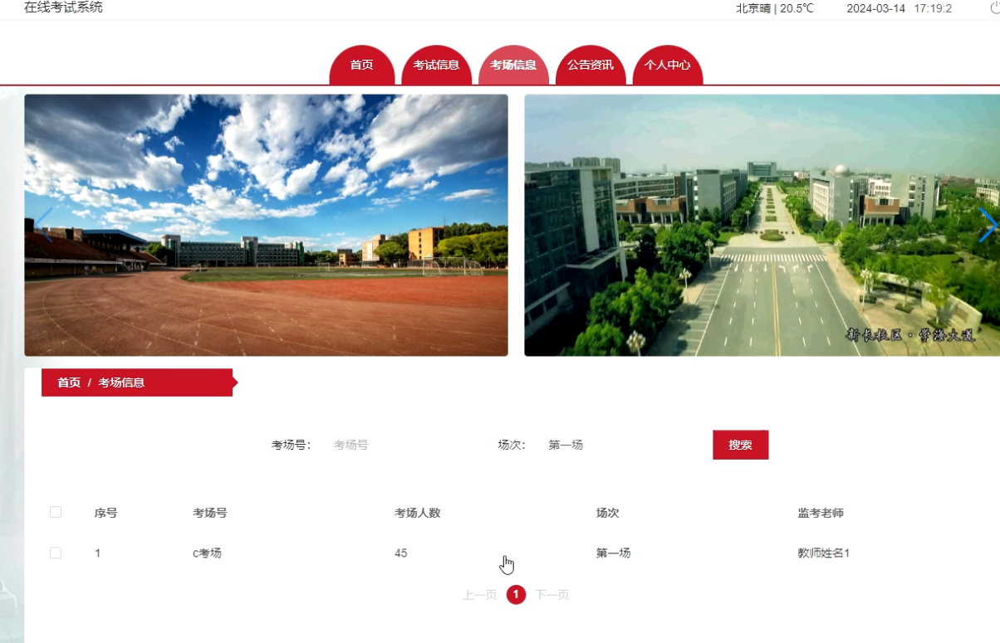 在线考试系统 北京晴 | 20.5℃ 2024-03-14 17:19:2
首页 考试信息 考场信息 公告资讯 个人中心
新长校区·学海大道
首页 / 考场信息
考场号： 考场号 场次： 第一场 搜索
序号 考场号 考场人数 场次 监考老师
1 c考场 45 第一场 教师姓名1
上一页 1 下一页